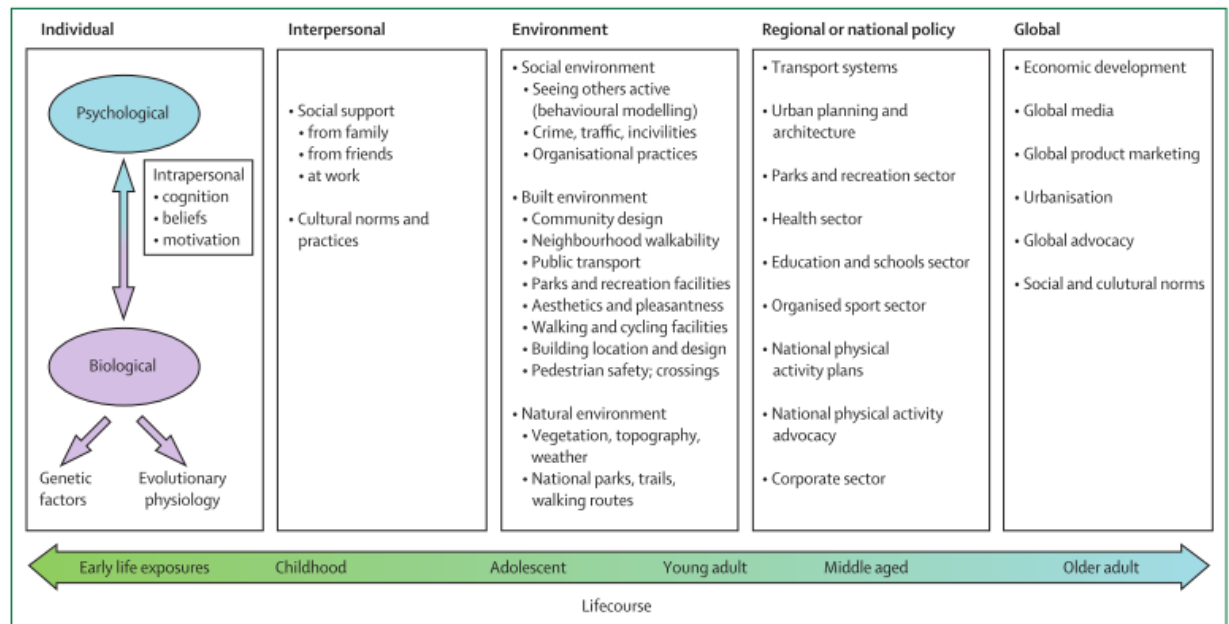 Individual
Psychological
Intrapersonal
• cognition
• beliefs
• motivation
Biological
Genetic
factors
Evolutionary
physiology
Interpersonal
• Social support
• from family
• from friends
• at work
• Cultural norms and
practices
Environment
• Social environment
• Seeing others active
(behavioural modelling)
• Crime, traffic, incivilities
• Organisational practices
• Built environment
• Community design
• Neighbourhood walkability
• Public transport
• Parks and recreation facilities
• Aesthetics and pleasantness
• Walking and cycling facilities
• Building location and design
• Pedestrian safety; crossings
• Natural environment
• Vegetation, topography,
weather
• National parks, trails,
walking routes
Regional or national policy
• Transport systems
• Urban planning and
architecture
• Parks and recreation sector
• Health sector
• Education and schools sector
• Organised sport sector
• National physical
activity plans
• National physical activity
advocacy
• Corporate sector
Global
• Economic development
• Global media
• Global product marketing
• Urbanisation
• Global advocacy
• Social and culutural norms
Early life exposures
Childhood
Adolescent
Young adult
Middle aged
Older adult
Lifecourse